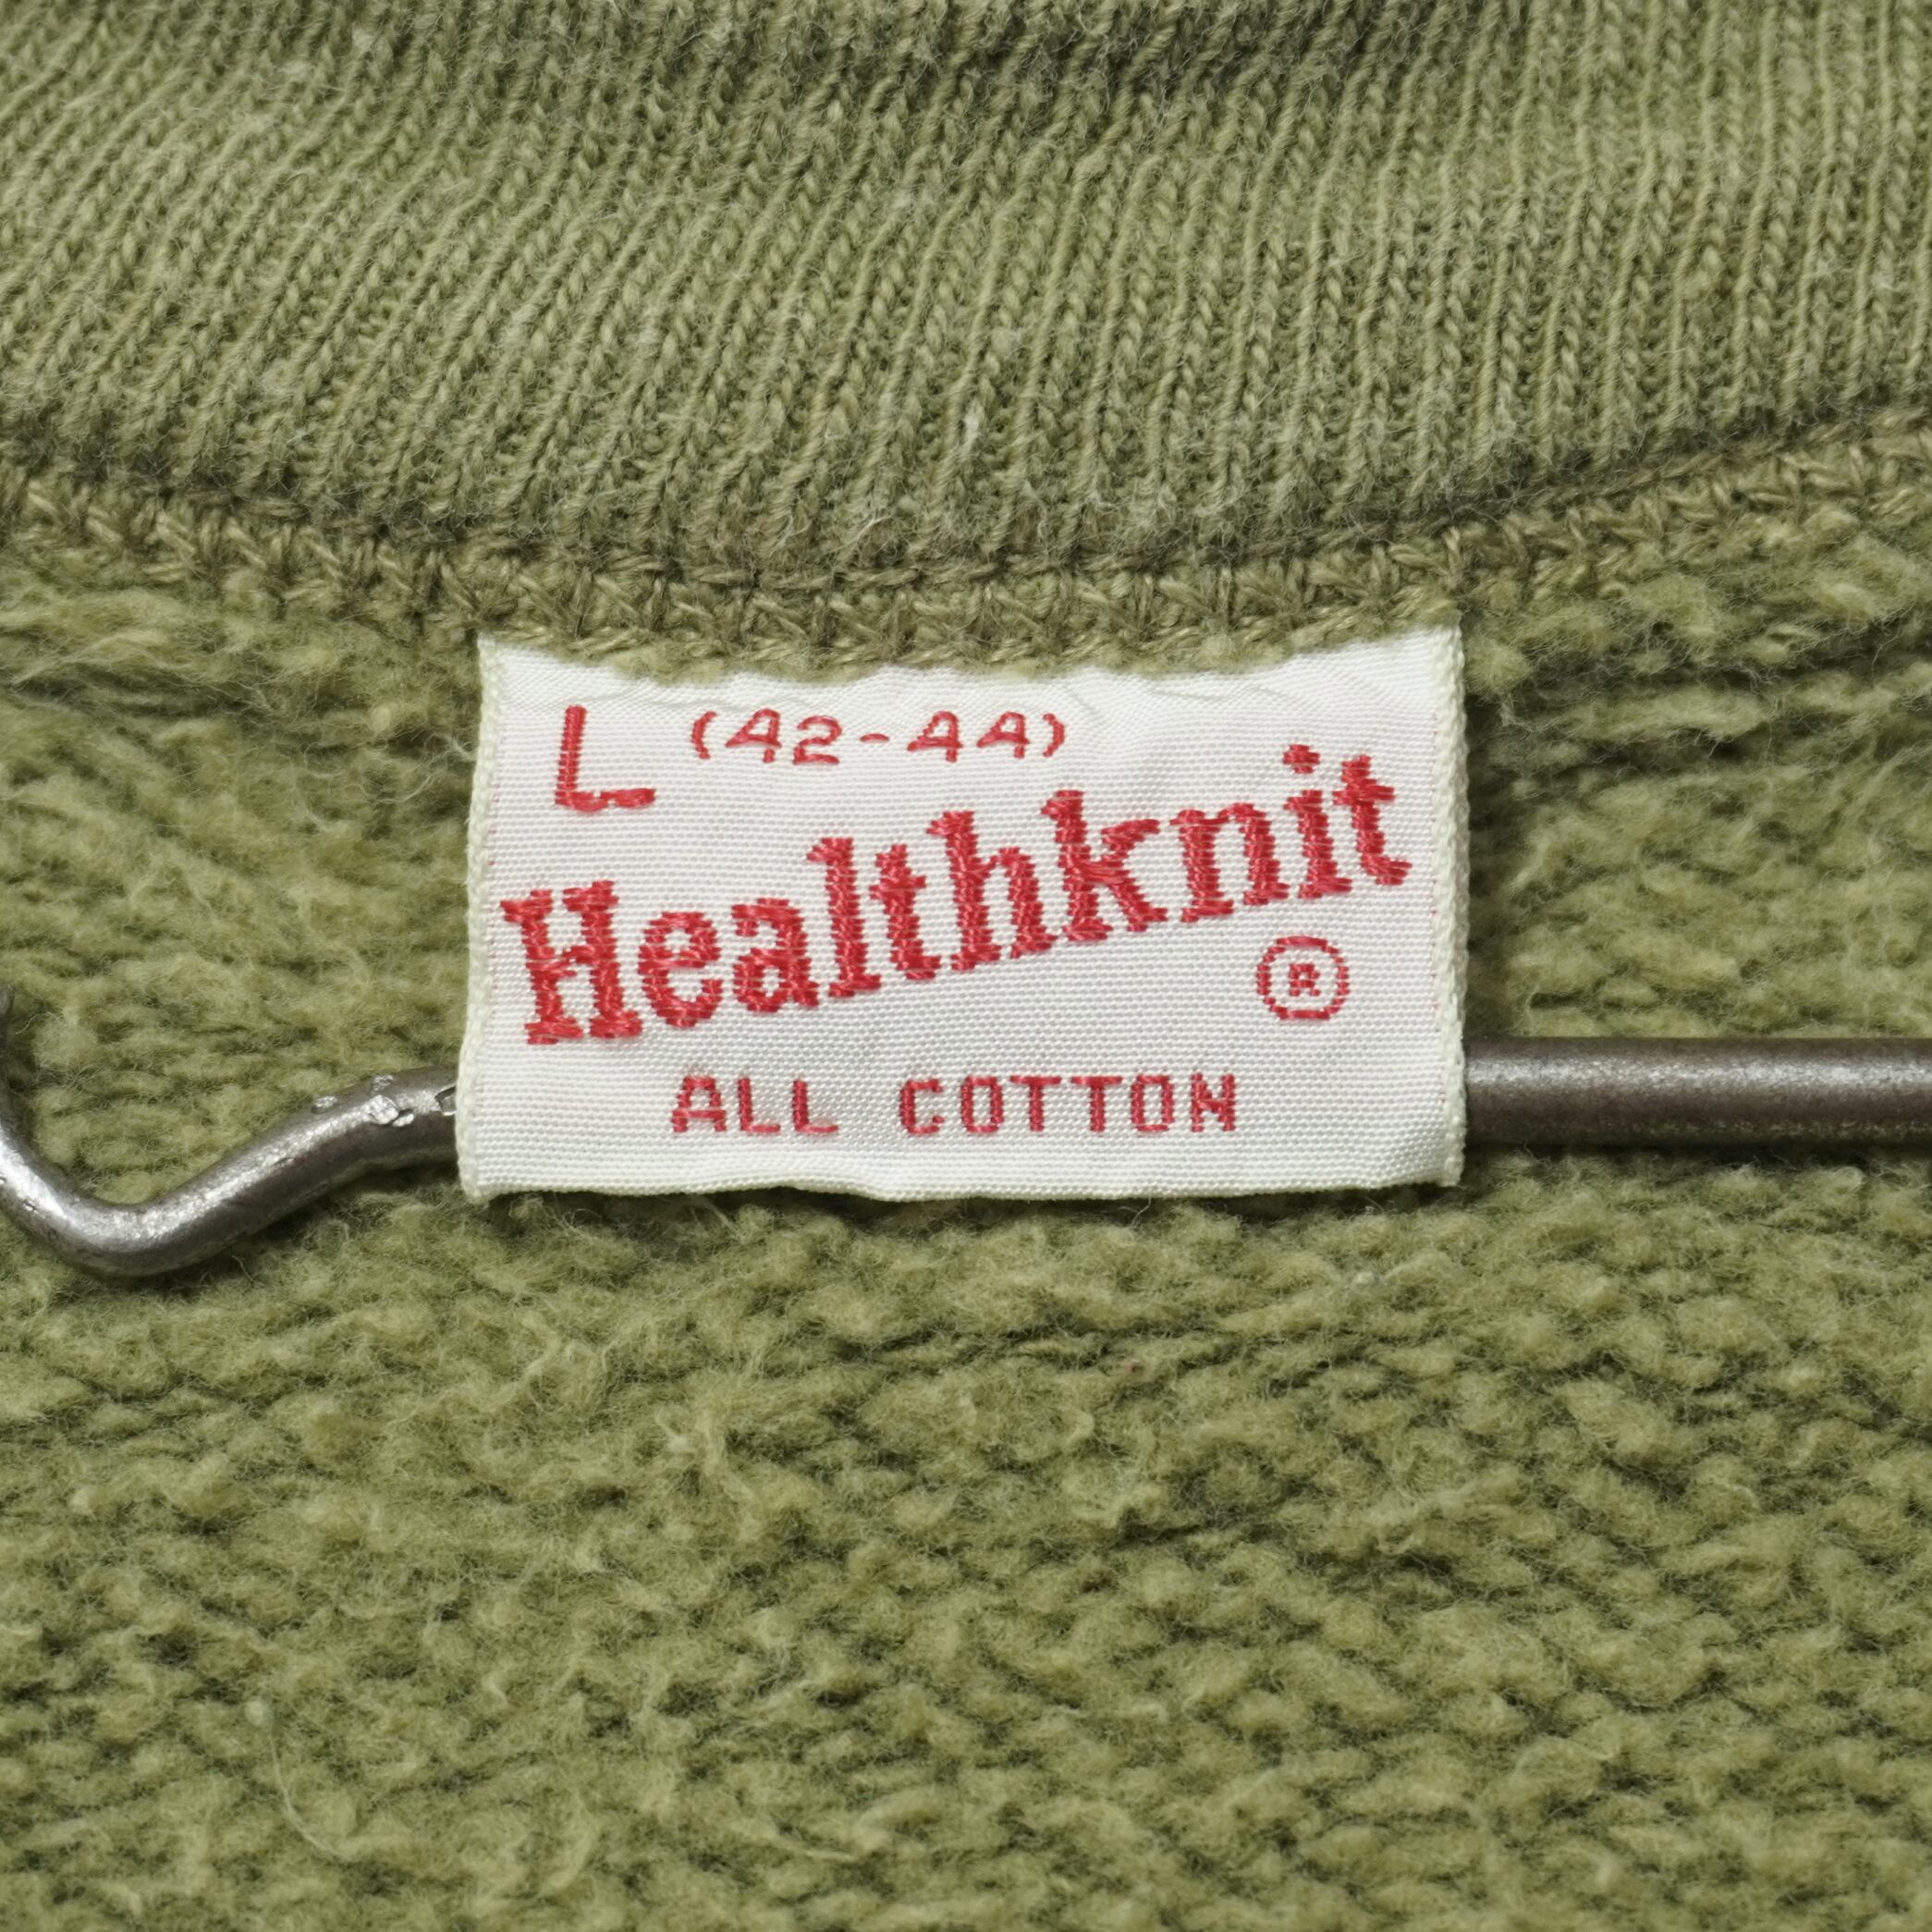 L (42-44)
Healthknit
®
ALL COTTON